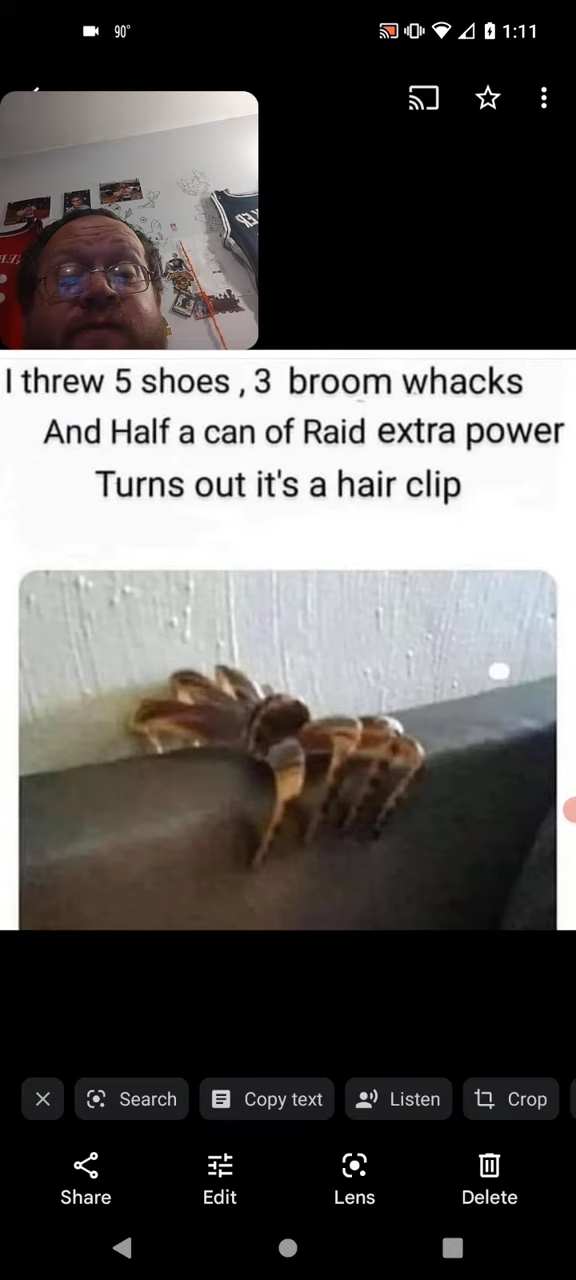 90°
1:11
I threw 5 shoes , 3 broom whacks
And Half a can of Raid extra power
Turns out it's a hair clip
Search
Copy text
Listen
Crop
Share
Edit
Lens
Delete